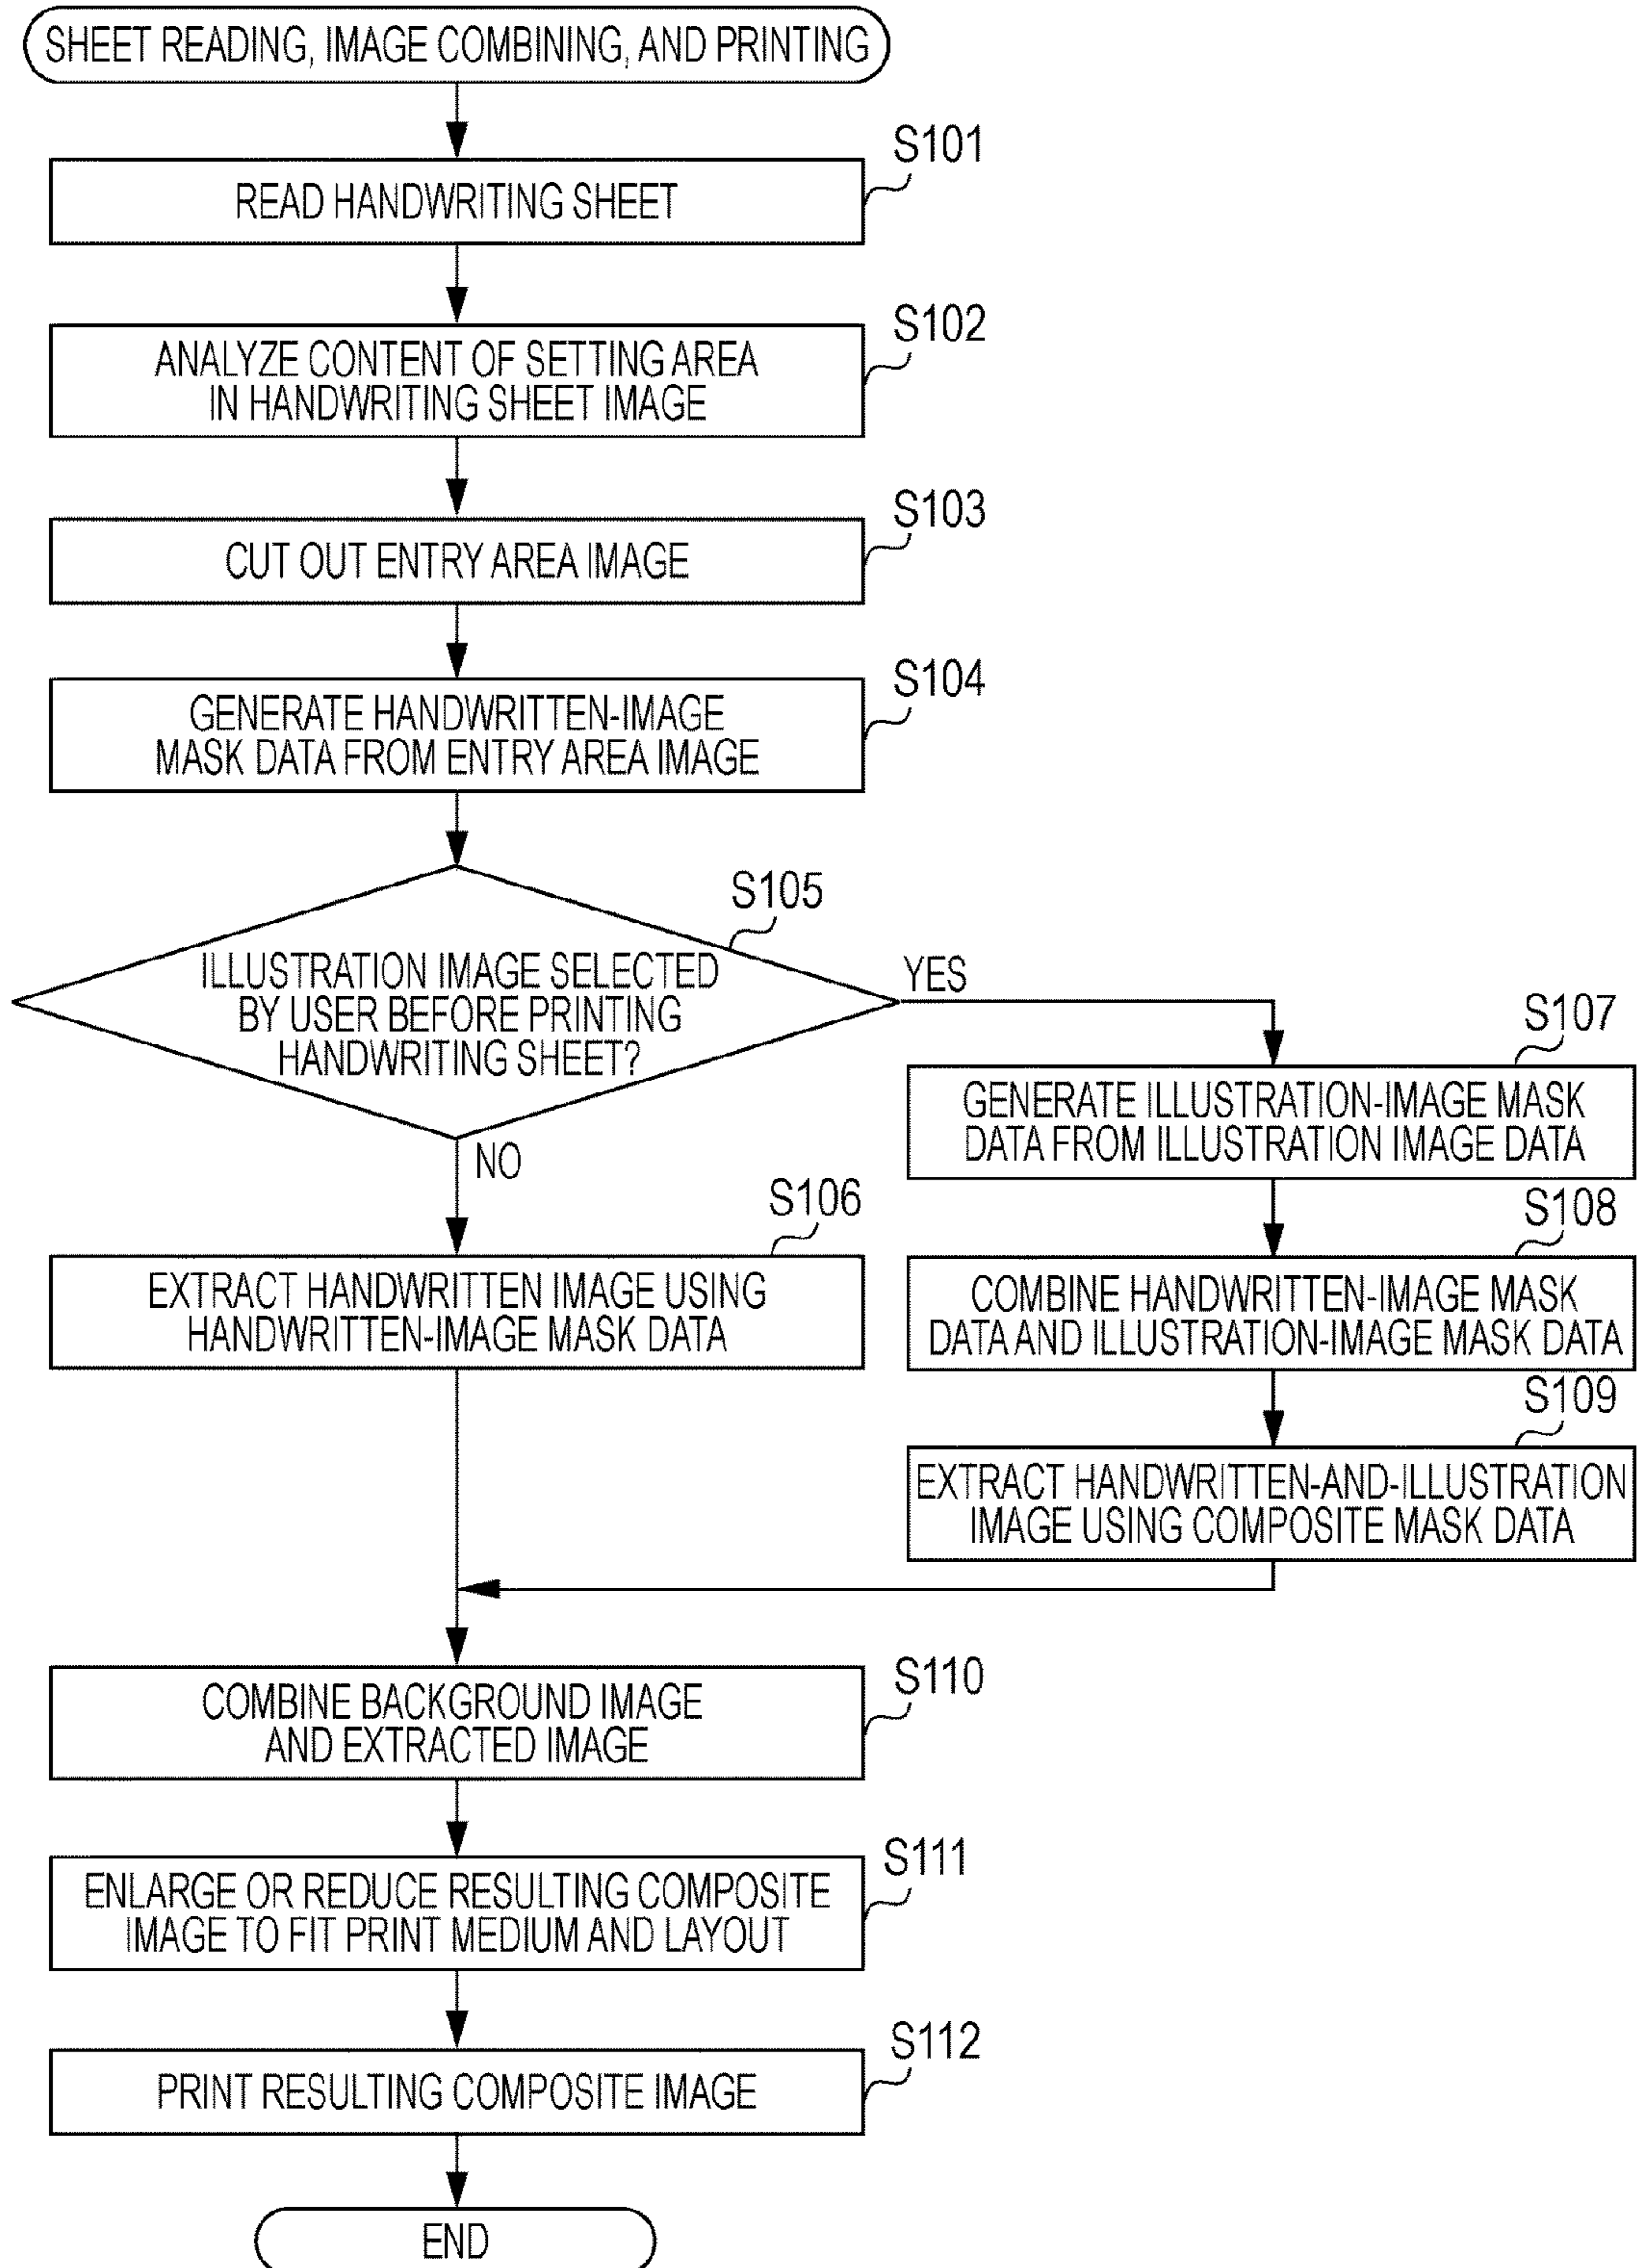 SHEET READING, IMAGE COMBINING, AND PRINTING
S101
READ HANDWRITING SHEET
S102
ANALYZE CONTENT OF SETTING AREA
IN HANDWRITING SHEET IMAGE
S103
CUT OUT ENTRY AREA IMAGE
S104
GENERATE HANDWRITTEN-IMAGE
MASK DATA FROM ENTRY AREA IMAGE
S105
ILLUSTRATION IMAGE SELECTED
BY USER BEFORE PRINTING
HANDWRITING SHEET?
YES
NO
S106
EXTRACT HANDWRITTEN IMAGE USING
HANDWRITTEN-IMAGE MASK DATA
S107
GENERATE ILLUSTRATION-IMAGE MASK
DATA FROM ILLUSTRATION IMAGE DATA
S108
COMBINE HANDWRITTEN-IMAGE MASK
DATA AND ILLUSTRATION-IMAGE MASK DATA
S109
EXTRACT HANDWRITTEN-AND-ILLUSTRATION
IMAGE USING COMPOSITE MASK DATA
S110
COMBINE BACKGROUND IMAGE
AND EXTRACTED IMAGE
S111
ENLARGE OR REDUCE RESULTING COMPOSITE
IMAGE TO FIT PRINT MEDIUM AND LAYOUT
S112
PRINT RESULTING COMPOSITE IMAGE
END